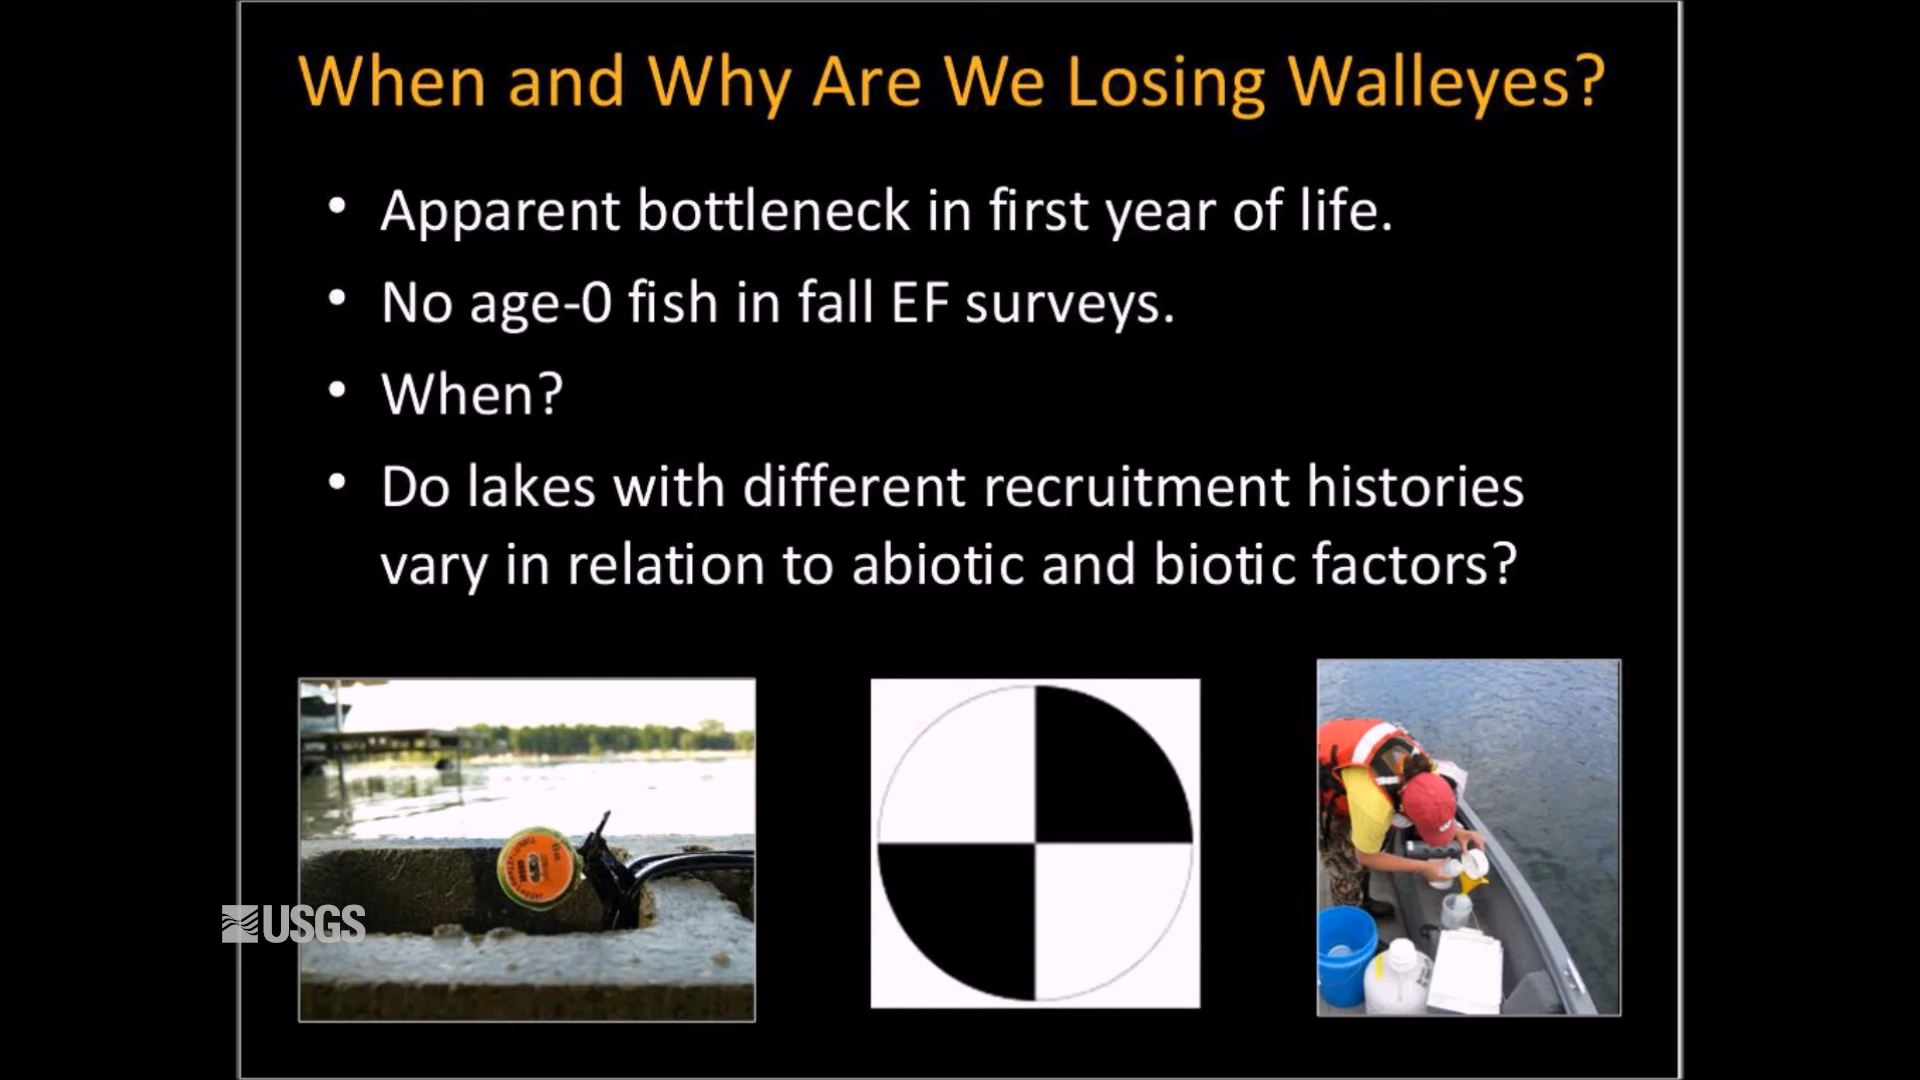 When and Why Are We Losing Walleyes?
• Apparent bottleneck in first year of life.
• No age-0 fish in fall EF surveys.
• When?
• Do lakes with different recruitment histories
vary in relation to abiotic and biotic factors?
USGS